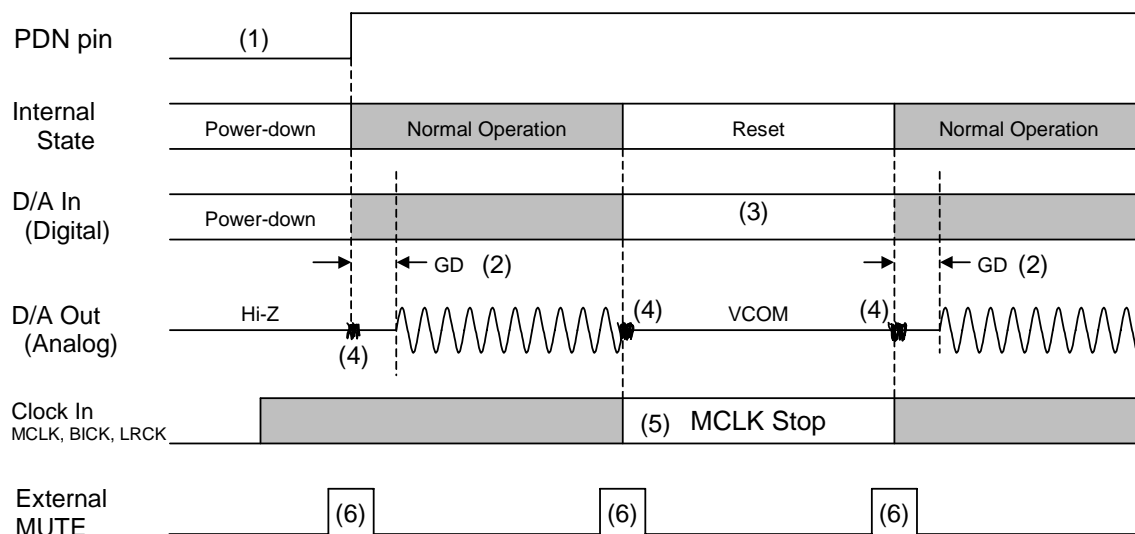 PDN pin (1)
Internal
State
Power-down Normal Operation Reset Normal Operation
D/A In
(Digital)
Power-down (3)
GD (2) GD (2)
D/A Out
(Analog)
Hi-Z (4) (4) VCOM (4)
Clock In
MCLK, BICK, LRCK
(5) MCLK Stop
External
MUTE
(6) (6) (6)